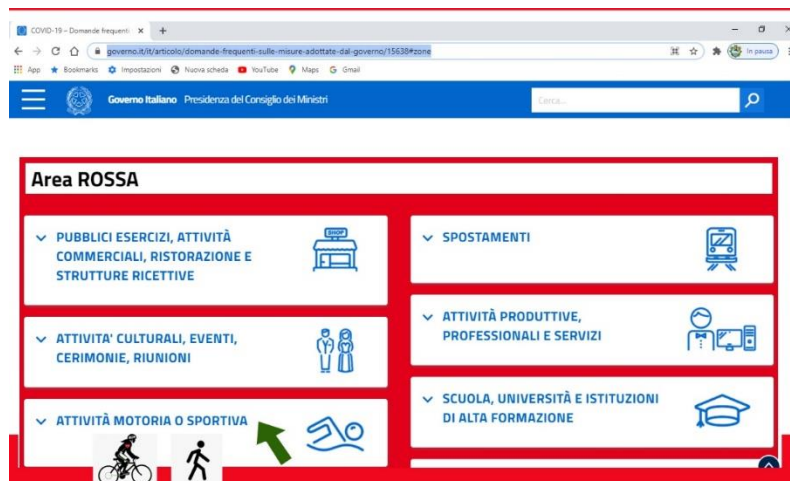 COVID-19 – Domande frequenti
governo.it/it/articolo/domande-frequenti-sulle-misure-adottate-dal-governo/15638#zone
In pausa
App Bookmarks Impostazioni Nuova scheda YouTube Maps Gmail
Governo Italiano Presidenza del Consiglio dei Ministri
Cerca...
Area ROSSA
PUBBLICI ESERCIZI, ATTIVITÀ
COMMERCIALI, RISTORAZIONE E
STRUTTURE RICETTIVE
SHOP
SPOSTAMENTI
ATTIVITA' CULTURALI, EVENTI,
CERIMONIE, RIUNIONI
ATTIVITÀ PRODUTTIVE,
PROFESSIONALI E SERVIZI
ATTIVITÀ MOTORIA O SPORTIVA
SCUOLA, UNIVERSITÀ E ISTITUZIONI
DI ALTA FORMAZIONE